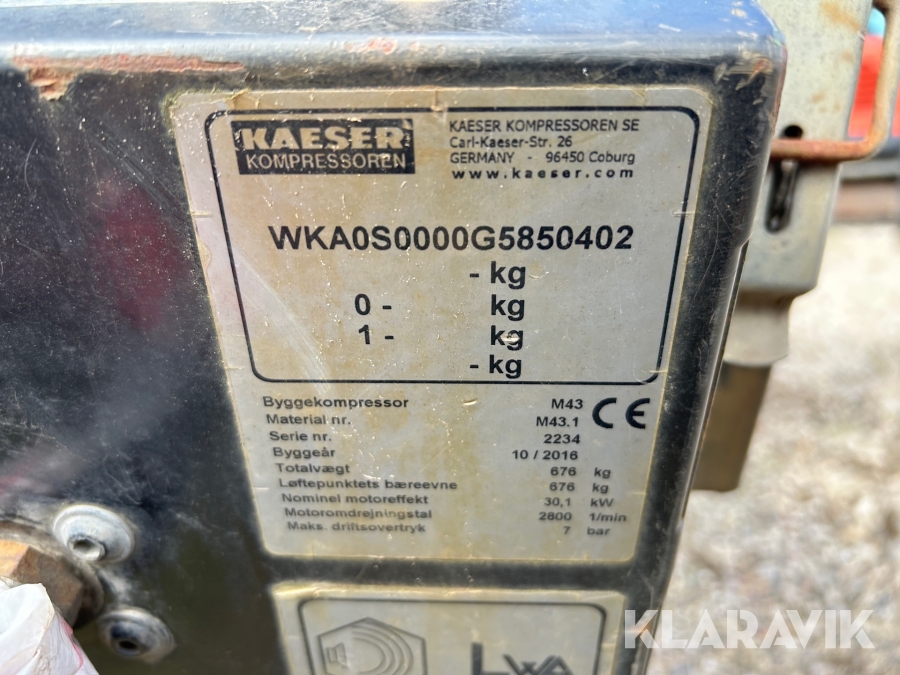 KAESER
KOMPRESSOREN
KAESER KOMPRESSOREN SE
Carl-Kaeser-Str. 26
GERMANY - 96450 Coburg
www.kaeser.com
WKA0S0000G5850402
- kg
0 - kg
1 - kg
- kg
Byggekompressor M43
Material nr. M43.1
Serie nr. 2234
Byggeår 10 / 2016
Totalvægt 676 kg
Løftepunktets bæreevne 676 kg
Nominel motoreffekt 30,1 kW
Motoromdrejningstal 2800 1/min
Maks. driftsovertryk 7 bar
CE
LWA
KLARAVIK